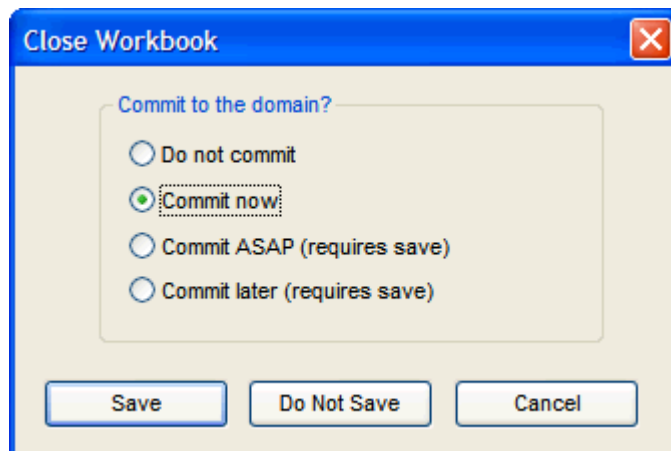 Close Workbook
Commit to the domain?
Do not commit
Commit now
Commit ASAP (requires save)
Commit later (requires save)
Save Do Not Save Cancel